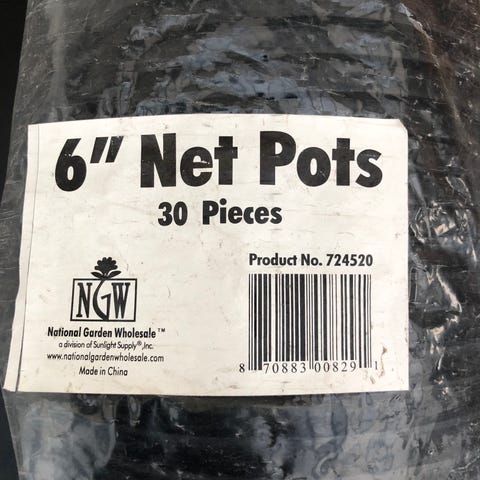 6" Net Pots
30 Pieces
Product No. 724520
NGW
National Garden Wholesale™
a division of Sunlight Supply®, Inc.
www.nationalgardenwholesale.com
Made in China
8 70883 00829 1